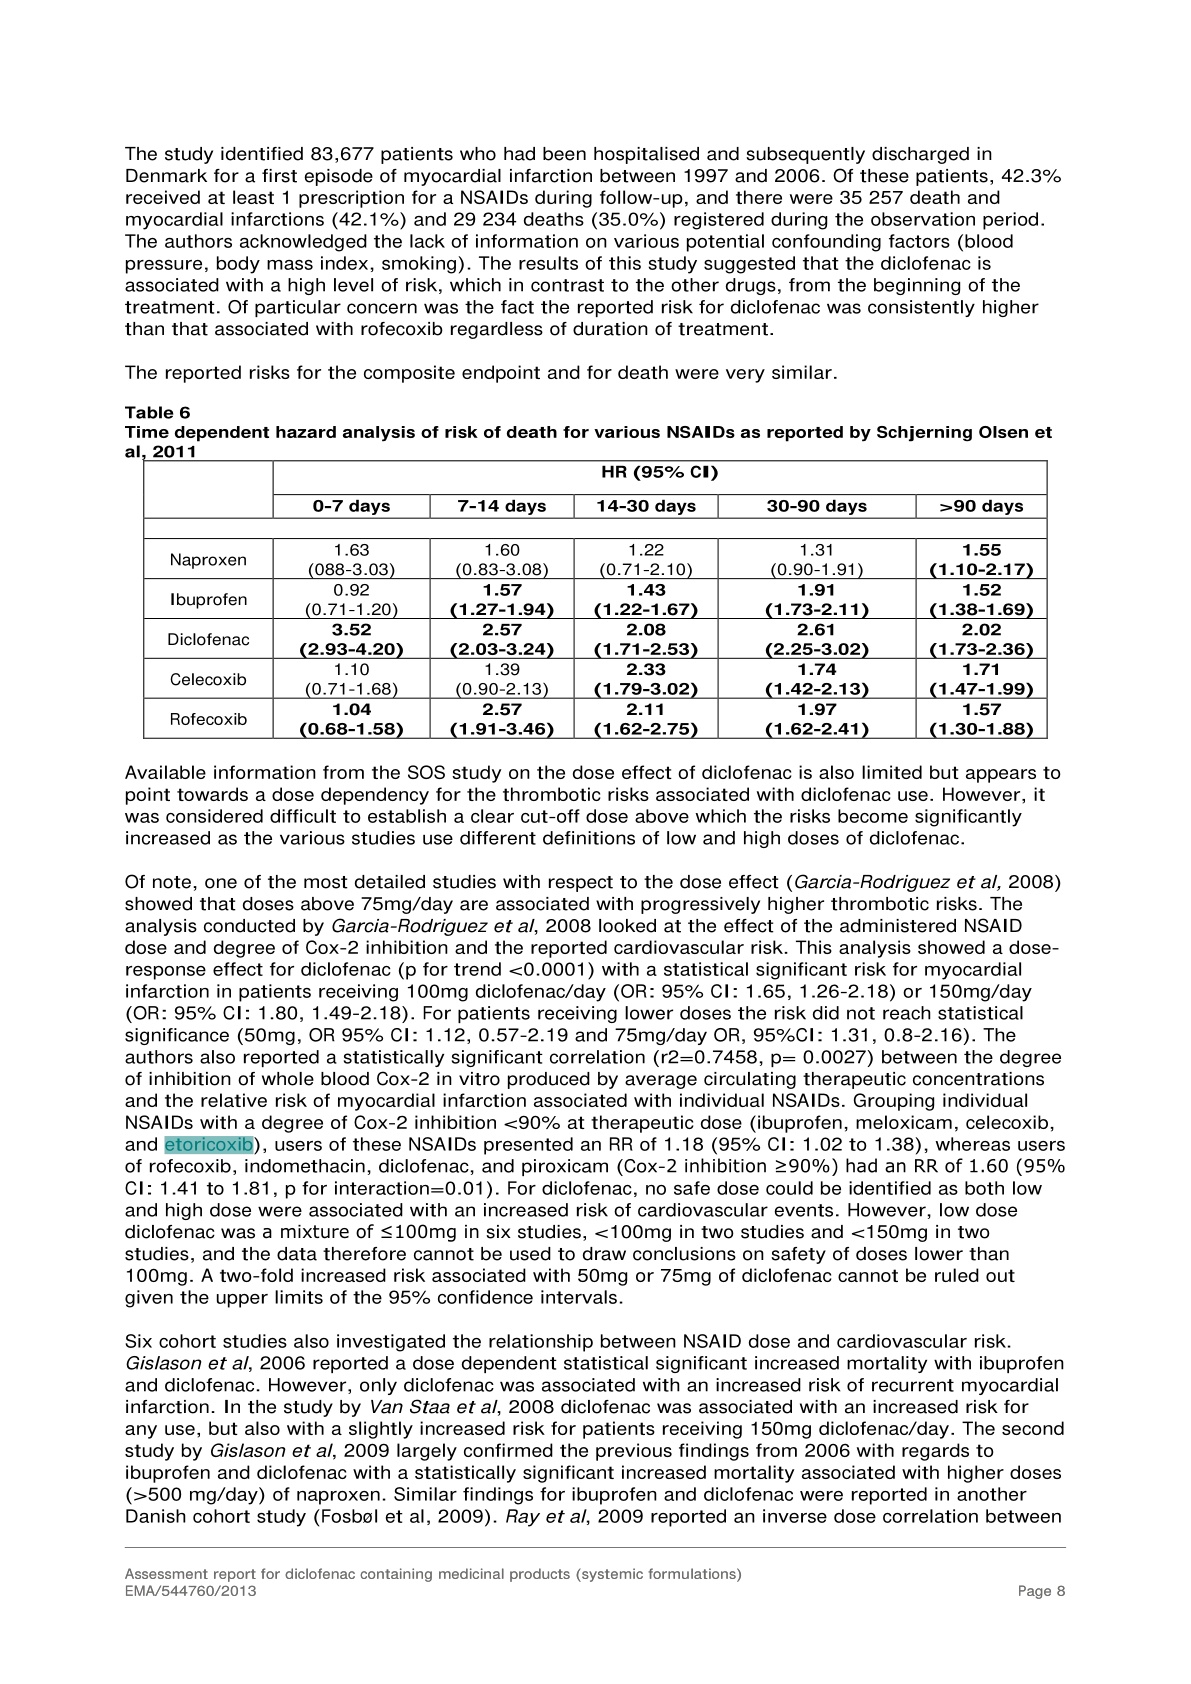 The study identified 83,677 patients who had been hospitalised and subsequently discharged in
Denmark for a first episode of myocardial infarction between 1997 and 2006. Of these patients, 42.3%
received at least 1 prescription for a NSAIDs during follow-up, and there were 35 257 death and
myocardial infarctions (42.1%) and 29 234 deaths (35.0%) registered during the observation period.
The authors acknowledged the lack of information on various potential confounding factors (blood
pressure, body mass index, smoking). The results of this study suggested that the diclofenac is
associated with a high level of risk, which in contrast to the other drugs, from the beginning of the
treatment. Of particular concern was the fact the reported risk for diclofenac was consistently higher
than that associated with rofecoxib regardless of duration of treatment.
The reported risks for the composite endpoint and for death were very similar.
Table 6
Time dependent hazard analysis of risk of death for various NSAIDs as reported by Schjerning Olsen et
al, 2011
HR (95% CI)
0-7 days 7-14 days 14-30 days 30-90 days >90 days
Naproxen 1.63 1.60 1.22 1.31 1.55
(088-3.03) (0.83-3.08) (0.71-2.10) (0.90-1.91) (1.10-2.17)
Ibuprofen 0.92 1.57 1.43 1.91 1.52
(0.71-1.20) (1.27-1.94) (1.22-1.67) (1.73-2.11) (1.38-1.69)
Diclofenac 3.52 2.57 2.08 2.61 2.02
(2.93-4.20) (2.03-3.24) (1.71-2.53) (2.25-3.02) (1.73-2.36)
Celecoxib 1.10 1.39 2.33 1.74 1.71
(0.71-1.68) (0.90-2.13) (1.79-3.02) (1.42-2.13) (1.47-1.99)
Rofecoxib 1.04 2.57 2.11 1.97 1.57
(0.68-1.58) (1.91-3.46) (1.62-2.75) (1.62-2.41) (1.30-1.88)
Available information from the SOS study on the dose effect of diclofenac is also limited but appears to
point towards a dose dependency for the thrombotic risks associated with diclofenac use. However, it
was considered difficult to establish a clear cut-off dose above which the risks become significantly
increased as the various studies use different definitions of low and high doses of diclofenac.
Of note, one of the most detailed studies with respect to the dose effect (Garcia-Rodriguez et al, 2008)
showed that doses above 75mg/day are associated with progressively higher thrombotic risks. The
analysis conducted by Garcia-Rodriguez et al, 2008 looked at the effect of the administered NSAID
dose and degree of Cox-2 inhibition and the reported cardiovascular risk. This analysis showed a dose-
response effect for diclofenac (p for trend <0.0001) with a statistical significant risk for myocardial
infarction in patients receiving 100mg diclofenac/day (OR: 95% CI: 1.65, 1.26-2.18) or 150mg/day
(OR: 95% CI: 1.80, 1.49-2.18). For patients receiving lower doses the risk did not reach statistical
significance (50mg, OR 95% CI: 1.12, 0.57-2.19 and 75mg/day OR, 95%CI: 1.31, 0.8-2.16). The
authors also reported a statistically significant correlation (r2=0.7458, p= 0.0027) between the degree
of inhibition of whole blood Cox-2 in vitro produced by average circulating therapeutic concentrations
and the relative risk of myocardial infarction associated with individual NSAIDs. Grouping individual
NSAIDs with a degree of Cox-2 inhibition <90% at therapeutic dose (ibuprofen, meloxicam, celecoxib,
and etoricoxib), users of these NSAIDs presented an RR of 1.18 (95% CI: 1.02 to 1.38), whereas users
of rofecoxib, indomethacin, diclofenac, and piroxicam (Cox-2 inhibition ≥90%) had an RR of 1.60 (95%
CI: 1.41 to 1.81, p for interaction=0.01). For diclofenac, no safe dose could be identified as both low
and high dose were associated with an increased risk of cardiovascular events. However, low dose
diclofenac was a mixture of ≤100mg in six studies, <100mg in two studies and <150mg in two
studies, and the data therefore cannot be used to draw conclusions on safety of doses lower than
100mg. A two-fold increased risk associated with 50mg or 75mg of diclofenac cannot be ruled out
given the upper limits of the 95% confidence intervals.
Six cohort studies also investigated the relationship between NSAID dose and cardiovascular risk.
Gislason et al, 2006 reported a dose dependent statistical significant increased mortality with ibuprofen
and diclofenac. However, only diclofenac was associated with an increased risk of recurrent myocardial
infarction. In the study by Van Staa et al, 2008 diclofenac was associated with an increased risk for
any use, but also with a slightly increased risk for patients receiving 150mg diclofenac/day. The second
study by Gislason et al, 2009 largely confirmed the previous findings from 2006 with regards to
ibuprofen and diclofenac with a statistically significant increased mortality associated with higher doses
(>500 mg/day) of naproxen. Similar findings for ibuprofen and diclofenac were reported in another
Danish cohort study (Fosbøl et al, 2009). Ray et al, 2009 reported an inverse dose correlation between
Assessment report for diclofenac containing medicinal products (systemic formulations)
EMA/544760/2013 Page 8